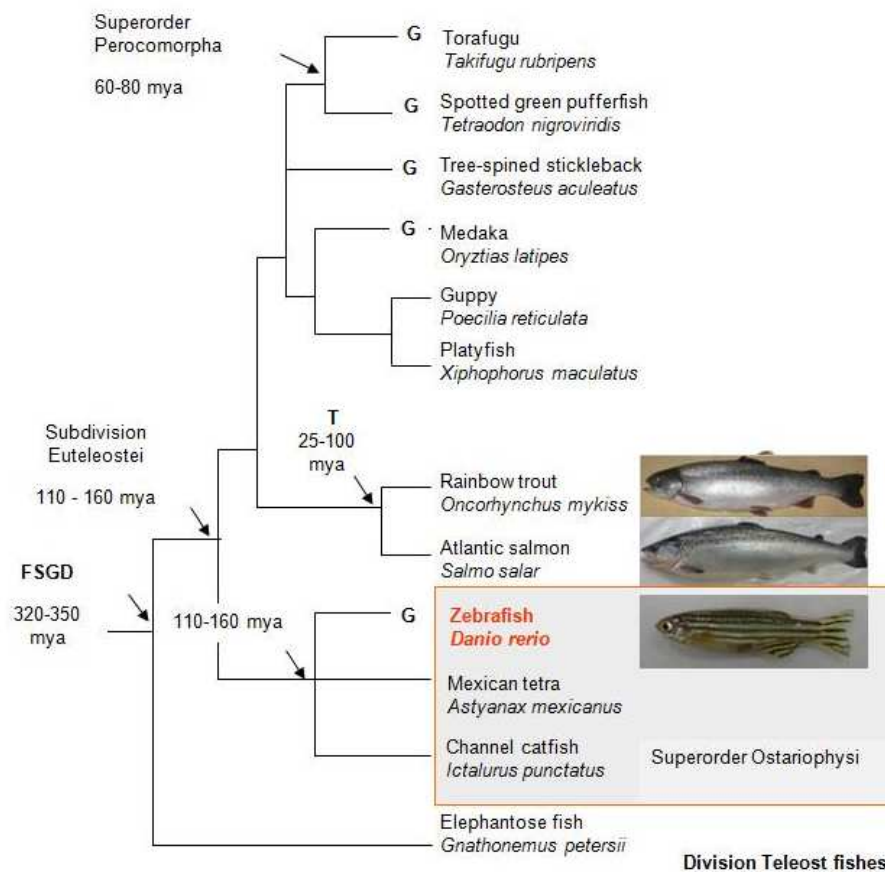 Superorder
Perocomorpha
60-80 mya
G Torafugu
Takifugu rubripens
G Spotted green pufferfish
Tetraodon nigroviridis
G Tree-spined stickleback
Gasterosteus aculeatus
G Medaka
Oryztias latipes
Guppy
Poecilia reticulata
Platyfish
Xiphophorus maculatus
T
25-100
mya
Subdivision
Euteleostei
110 - 160 mya
Rainbow trout
Oncorhynchus mykiss
Atlantic salmon
Salmo salar
FSGD
320-350
mya
110-160 mya
G Zebrafish
Danio rerio
Mexican tetra
Astyanax mexicanus
Channel catfish
Ictalurus punctatus
Superorder Ostariophysi
Elephantose fish
Gnathonemus petersii
Division Teleost fishes